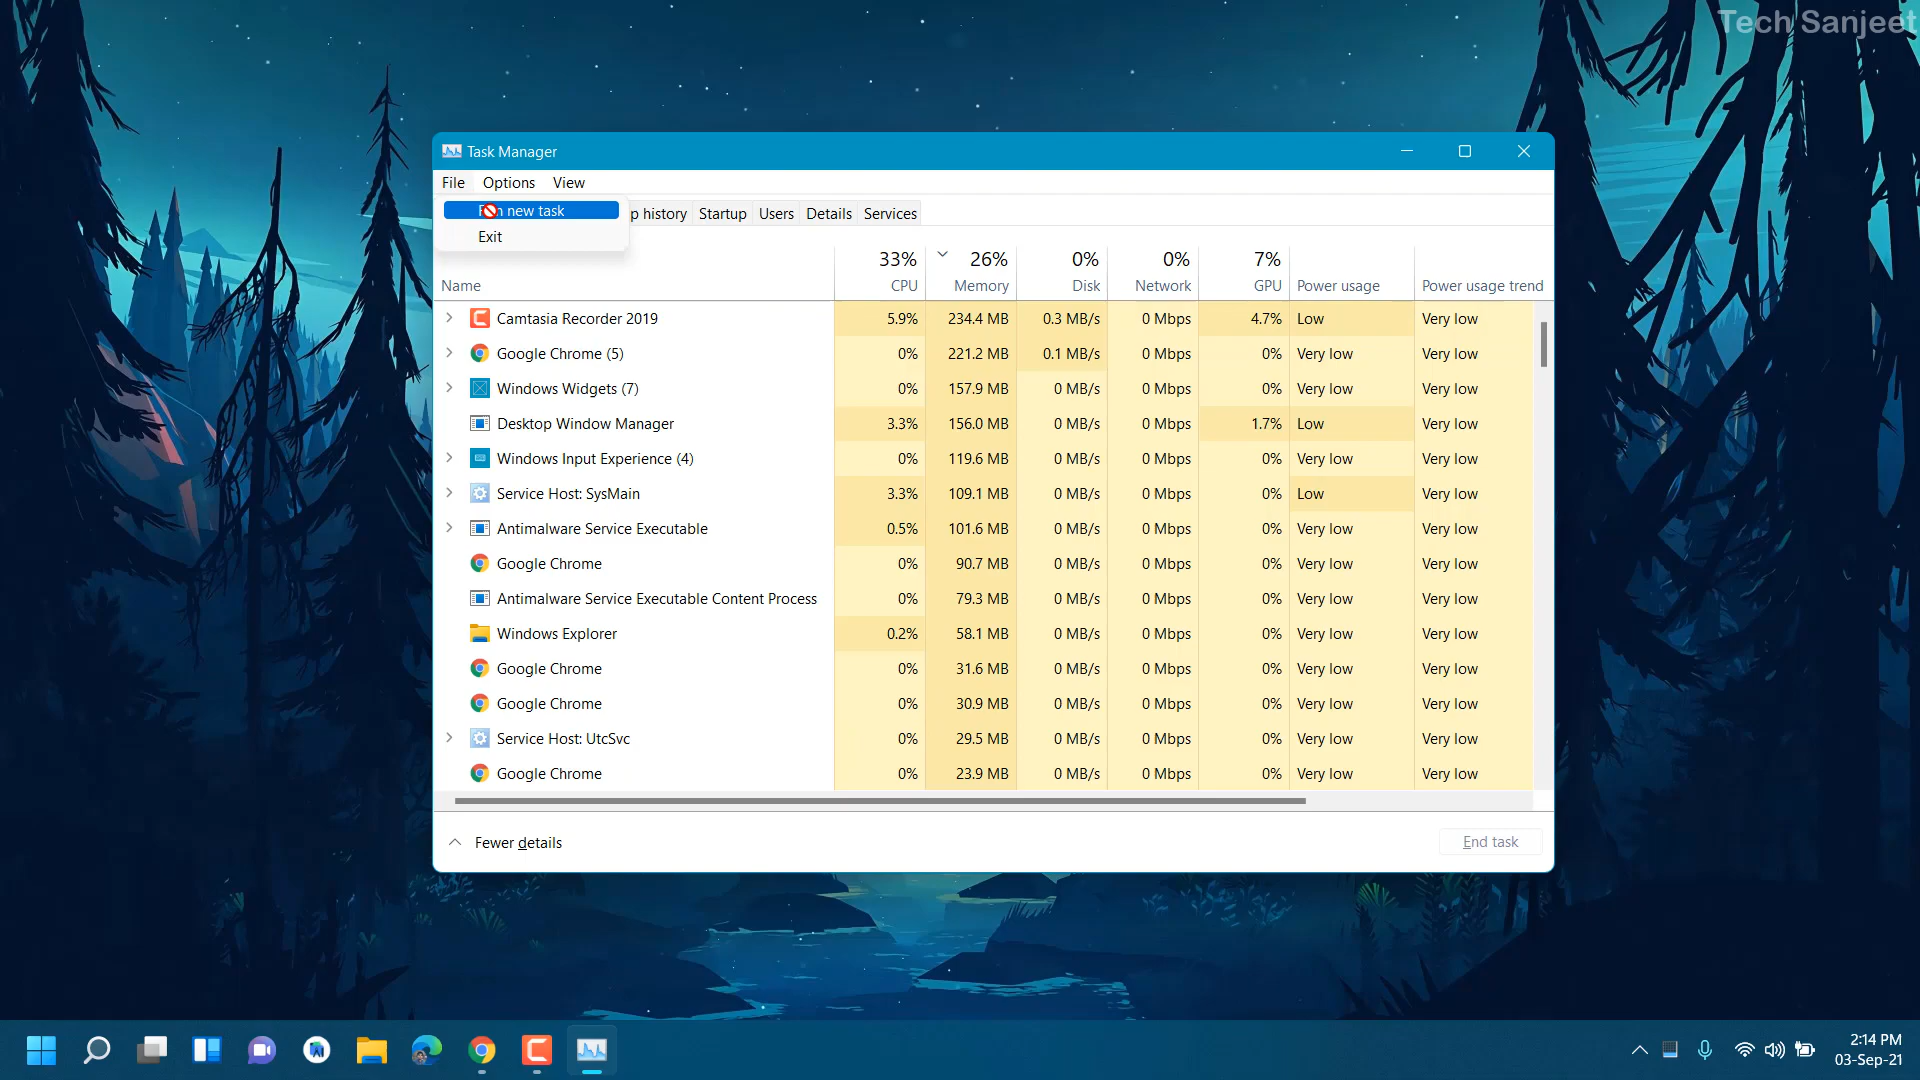 Tech Sanjeet
Task Manager
File Options View
new task
Exit
p history Startup Users Details Services
33% 26% 0% 0% 7%
Name CPU Memory Disk Network GPU Power usage Power usage trend
Camtasia Recorder 2019 5.9% 234.4 MB 0.3 MB/s 0 Mbps 4.7% Low Very low
Google Chrome (5) 0% 221.2 MB 0.1 MB/s 0 Mbps 0% Very low Very low
Windows Widgets (7) 0% 157.9 MB 0 MB/s 0 Mbps 0% Very low Very low
Desktop Window Manager 3.3% 156.0 MB 0 MB/s 0 Mbps 1.7% Low Very low
Windows Input Experience (4) 0% 119.6 MB 0 MB/s 0 Mbps 0% Very low Very low
Service Host: SysMain 3.3% 109.1 MB 0 MB/s 0 Mbps 0% Low Very low
Antimalware Service Executable 0.5% 101.6 MB 0 MB/s 0 Mbps 0% Very low Very low
Google Chrome 0% 90.7 MB 0 MB/s 0 Mbps 0% Very low Very low
Antimalware Service Executable Content Process 0% 79.3 MB 0 MB/s 0 Mbps 0% Very low Very low
Windows Explorer 0.2% 58.1 MB 0 MB/s 0 Mbps 0% Very low Very low
Google Chrome 0% 31.6 MB 0 MB/s 0 Mbps 0% Very low Very low
Google Chrome 0% 30.9 MB 0 MB/s 0 Mbps 0% Very low Very low
Service Host: UtcSvc 0% 29.5 MB 0 MB/s 0 Mbps 0% Very low Very low
Google Chrome 0% 23.9 MB 0 MB/s 0 Mbps 0% Very low Very low
Fewer details
End task
2:14 PM
03-Sep-21